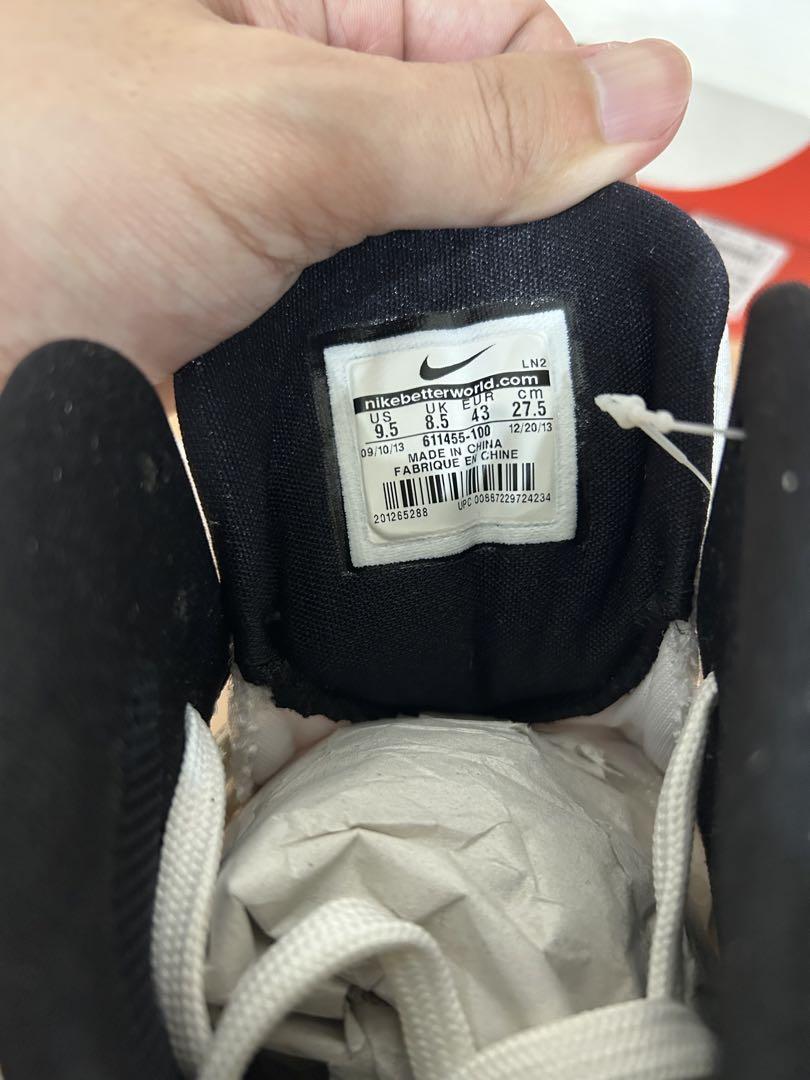 LN2
nikebetterworld.com
US UK EUR cm
9.5 8.5 43 27.5
09/10/13 611455-100 12/20/13
MADE IN CHINA
FABRIQUE EN CHINE
201265288 UPC 00887229724234